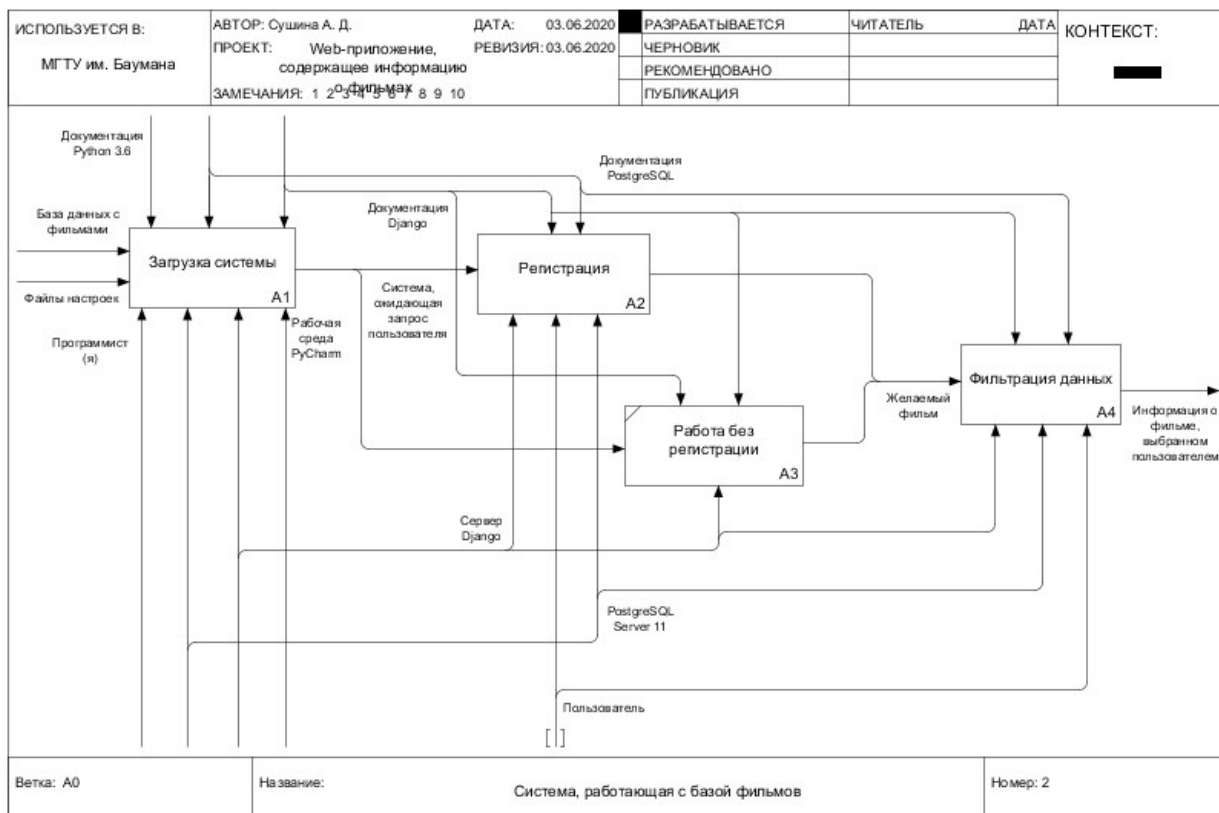 ИСПОЛЬЗУЕТСЯ В:
МГТУ им. Баумана
АВТОР: Сушина А. Д.
ДАТА: 03.06.2020
ПРОЕКТ: Web-приложение,
содержащее информацию
о фильмах
РЕВИЗИЯ: 03.06.2020
ЗАМЕЧАНИЯ: 1 2 3 4 5 6 7 8 9 10
РАЗРАБАТЫВАЕТСЯ
ЧЕРНОВИК
РЕКОМЕНДОВАНО
ПУБЛИКАЦИЯ
ЧИТАТЕЛЬ
ДАТА
КОНТЕКСТ:
Документация
Python 3.6
Документация
PostgreSQL
База данных с
фильмами
Документация
Django
Загрузка системы
A1
Регистрация
A2
Файлы настроек
Система,
ожидающая
запрос
пользователя
Рабочая
среда
PyCharm
Программист
(я)
Фильтрация данных
A4
Желаемый
фильм
Информация о
фильме,
выбранном
пользователем
Работа без
регистрации
A3
Сервер
Django
PostgreSQL
Server 11
Пользователь
[ ]
Ветка: A0
Название:
Система, работающая с базой фильмов
Номер: 2